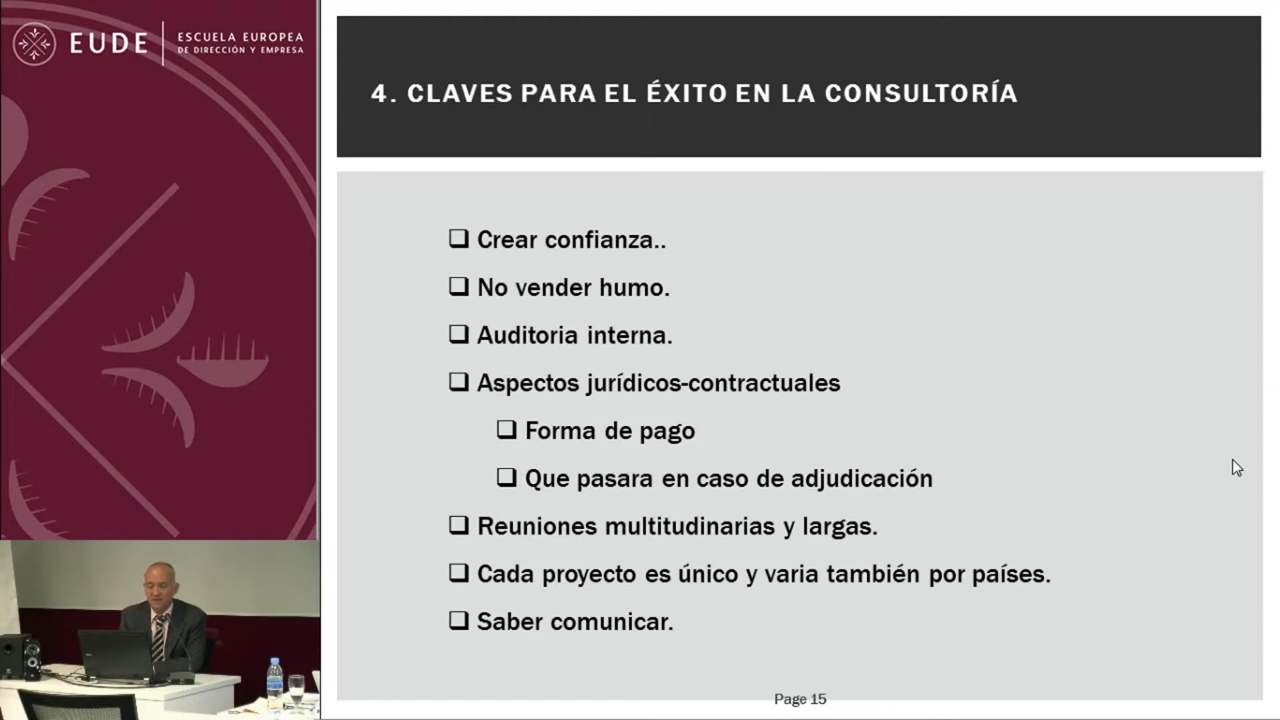 EUDE
ESCUELA EUROPEA
DE DIRECCIÓN Y EMPRESA
4. CLAVES PARA EL ÉXITO EN LA CONSULTORÍA
❑ Crear confianza..
❑ No vender humo.
❑ Auditoria interna.
❑ Aspectos jurídicos-contractuales
❑ Forma de pago
❑ Que pasara en caso de adjudicación
❑ Reuniones multitudinarias y largas.
❑ Cada proyecto es único y varia también por países.
❑ Saber comunicar.
Page 15